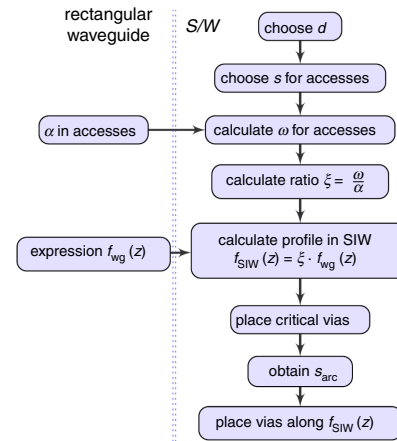 rectangular
waveguide
S/W
choose d
choose s for accesses
α in accesses
calculate ω for accesses
calculate ratio ξ = ω/α
expression f_wg (z)
calculate profile in SIW
f_SIW (z) = ξ · f_wg (z)
place critical vias
obtain s_arc
place vias along f_SIW (z)